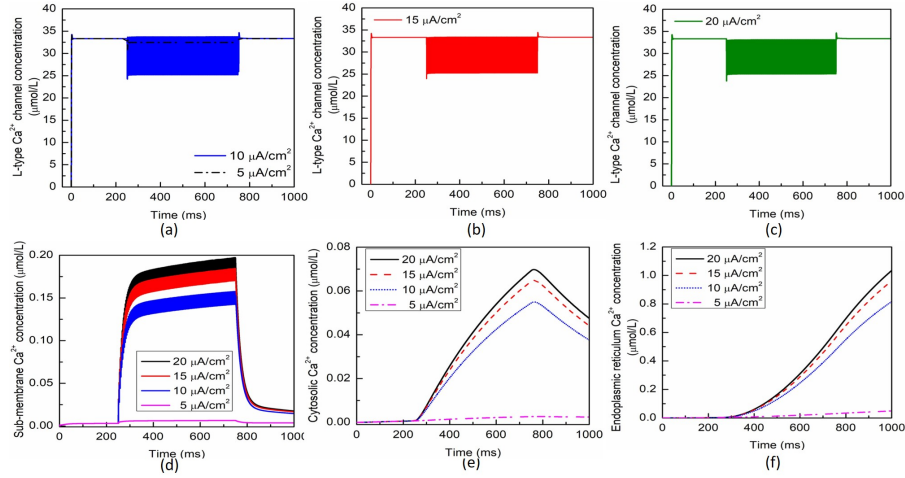 40
35
30
25
20
15
10
5
0
L-type Ca²⁺ channel concentration
(μmol/L)
10 μA/cm²
5 μA/cm²
0 200 400 600 800 1000
Time (ms)
(a)
40
35
30
25
20
15
10
5
0
L-type Ca²⁺ channel concentration
(μmol/L)
15 μA/cm²
0 200 400 600 800 1000
Time (ms)
(b)
40
35
30
25
20
15
10
5
0
L-type Ca²⁺ channel concentration
(μmol/L)
20 μA/cm²
0 200 400 600 800 1000
Time (ms)
(c)
0.20
0.15
0.10
0.05
0.00
Sub-membrane Ca²⁺ concentration (μmol/L)
20 μA/cm²
15 μA/cm²
10 μA/cm²
5 μA/cm²
0 200 400 600 800 1000
Time (ms)
(d)
0.08
0.06
0.04
0.02
0.00
Cytosolic Ca²⁺ concentration (μmol/L)
20 μA/cm²
15 μA/cm²
10 μA/cm²
5 μA/cm²
0 200 400 600 800 1000
Time (ms)
(e)
1.2
1.0
0.8
0.6
0.4
0.2
0.0
Endoplasmic reticulum Ca²⁺ concentration
(μmol/L)
20 μA/cm²
15 μA/cm²
10 μA/cm²
5 μA/cm²
0 200 400 600 800 1000
Time (ms)
(f)